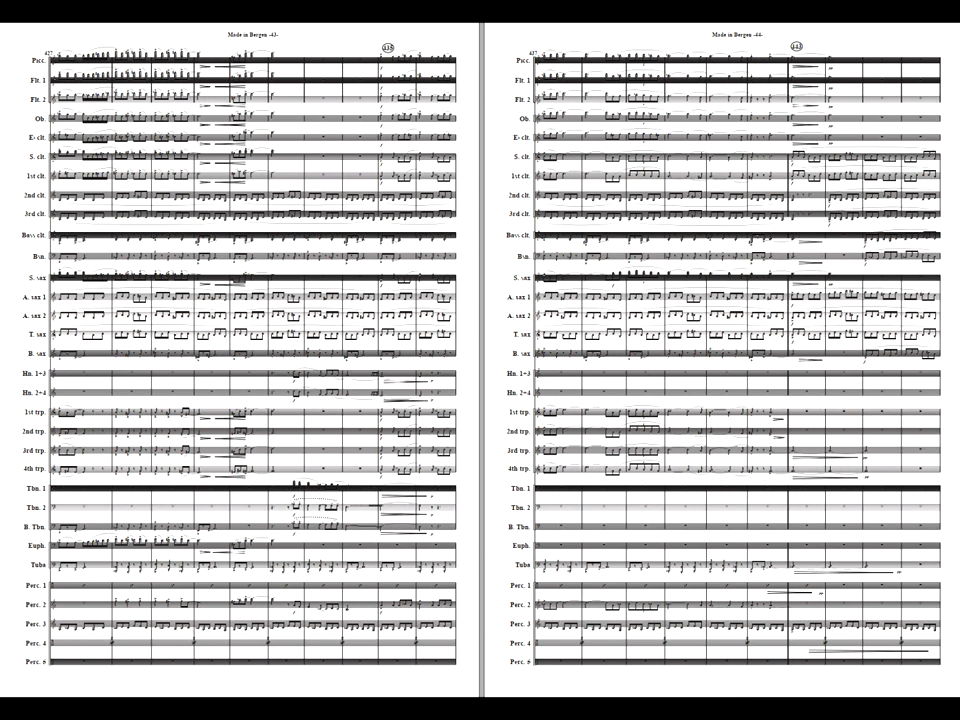 Made in Bergen -43-
427
435
Picc.
Flt. 1
Flt. 2
Ob.
Eb clt.
S. clt.
1st clt.
2nd clt.
3rd clt.
Bass clt.
Bsn.
S. sax
A. sax 1
A. sax 2
T. sax
B. sax
Hn. 1+3
Hn. 2+4
1st trp.
2nd trp.
3rd trp.
4th trp.
Tbn. 1
Tbn. 2
B. Tbn.
Euph.
Tuba
Perc. 1
Perc. 2
Perc. 3
Perc. 4
Perc. 6
Made in Bergen -44-
437
443
Picc.
Flt. 1
Flt. 2
Ob.
Eb clt.
S. clt.
1st clt.
2nd clt.
3rd clt.
Bass clt.
Bsn.
S. sax
A. sax 1
A. sax 2
T. sax
B. sax
Hn. 1+3
Hn. 2+4
1st trp.
2nd trp.
3rd trp.
4th trp.
Tbn. 1
Tbn. 2
B. Tbn.
Euph.
Tuba
Perc. 1
Perc. 2
Perc. 3
Perc. 4
Perc. 6